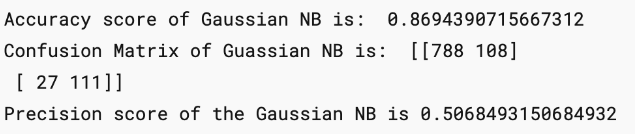 Accuracy score of Gaussian NB is:  0.8694390715667312
Confusion Matrix of Guassian NB is:  [[788 108]
 [ 27 111]]
Precision score of the Gaussian NB is 0.5068493150684932